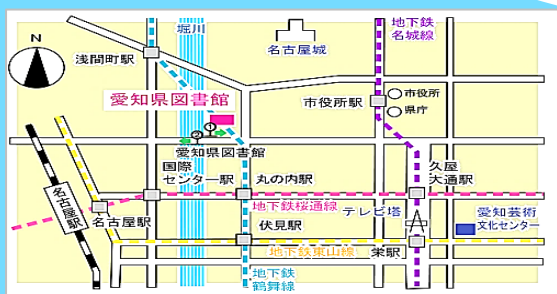 N
堀川
地下鉄
名城線
浅間町駅
名古屋城
愛知県図書館
市役所駅
市役所
県庁
①
②
愛知県図書館
国際
センター駅
丸の内駅
久屋
大通駅
名古屋駅
名古屋駅
地下鉄桜通線
テレビ塔
愛知芸術
文化センター
伏見駅
地下鉄東山線
栄駅
地下鉄
鶴舞線